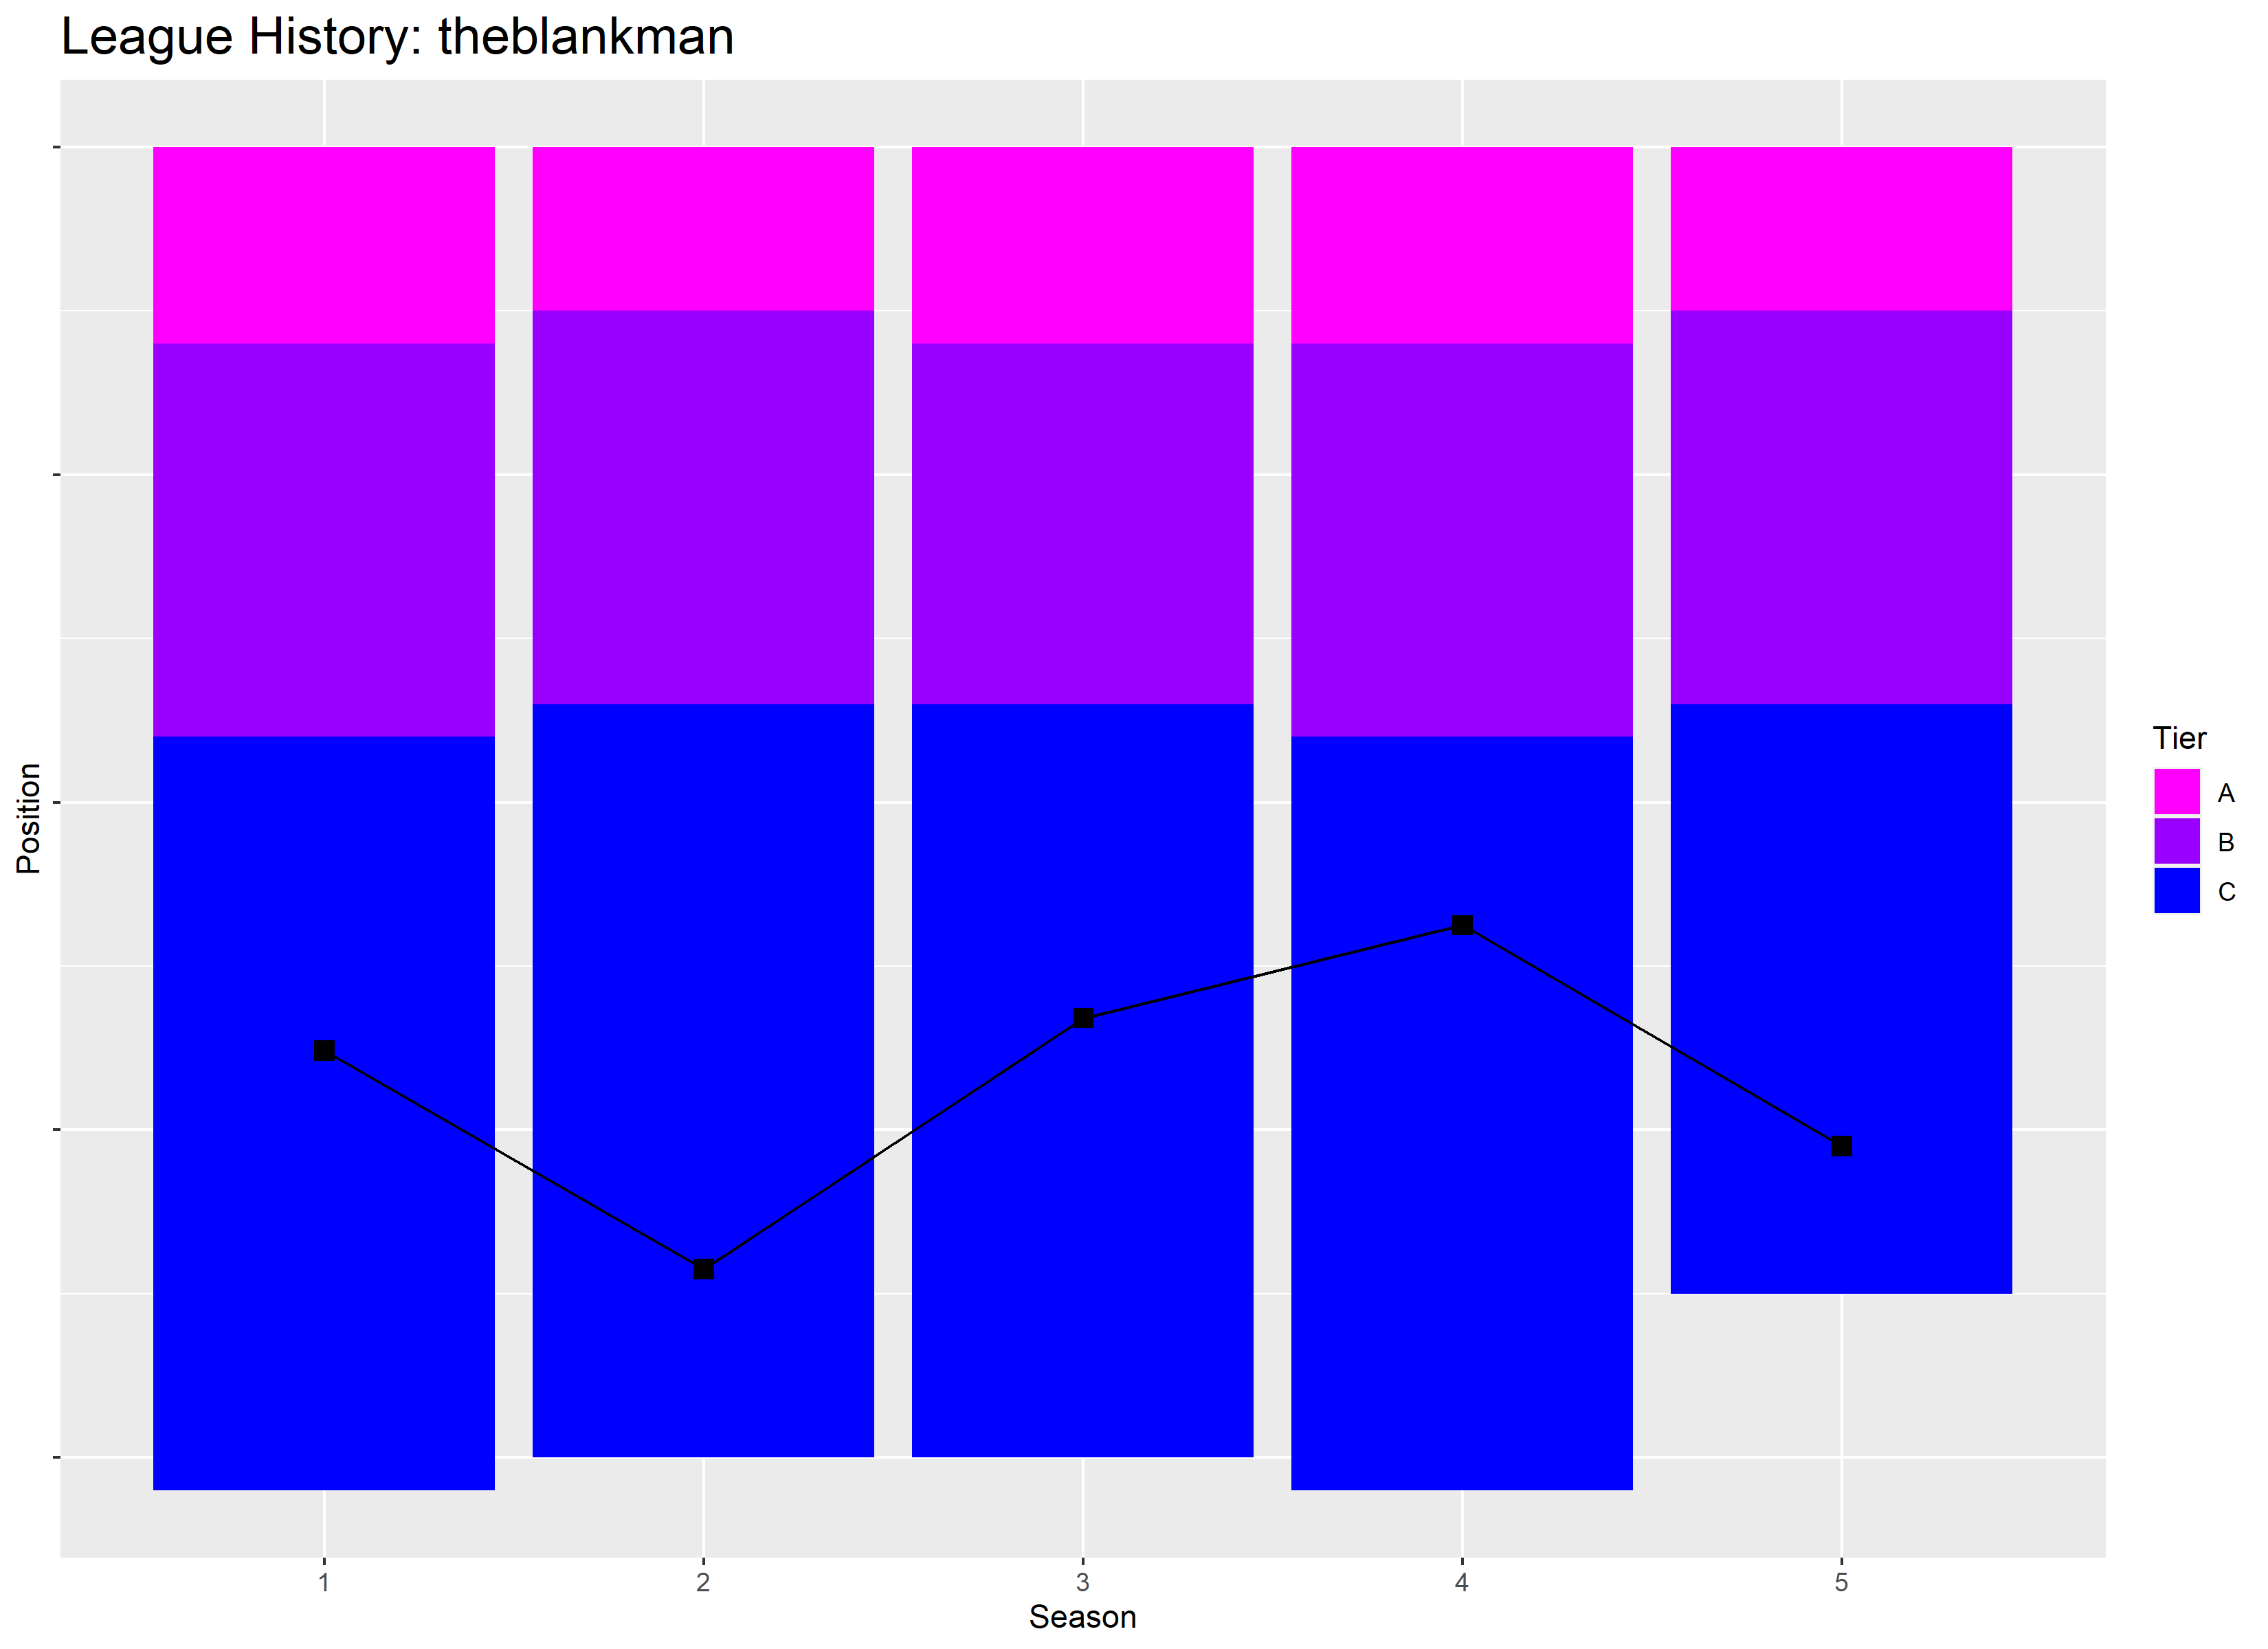 League History: theblankman
Position
Tier
A
B
C
1 2 3 4 5
Season